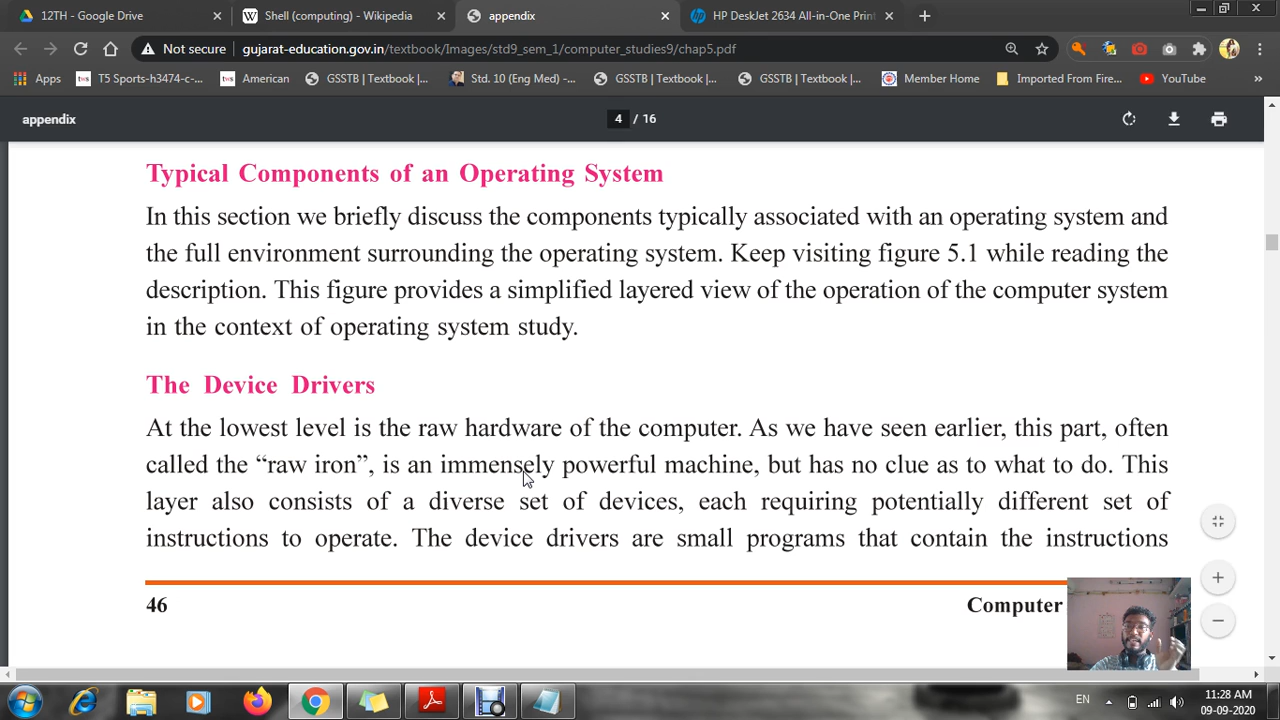 12TH - Google Drive
Shell (computing) - Wikipedia
appendix
HP DeskJet 2634 All-in-One Print
Not secure
gujarat-education.gov.in/textbook/Images/std9_sem_1/computer_studies9/chap5.pdf
Apps
tws T5 Sports-h3474-c-...
tws American
GSSTB | Textbook |...
Std. 10 (Eng Med) -...
GSSTB | Textbook |...
GSSTB | Textbook |...
Member Home
Imported From Fire...
YouTube
»
appendix
4 / 16
Typical Components of an Operating System
In this section we briefly discuss the components typically associated with an operating system and
the full environment surrounding the operating system. Keep visiting figure 5.1 while reading the
description. This figure provides a simplified layered view of the operation of the computer system
in the context of operating system study.
The Device Drivers
At the lowest level is the raw hardware of the computer. As we have seen earlier, this part, often
called the “raw iron”, is an immensely powerful machine, but has no clue as to what to do. This
layer also consists of a diverse set of devices, each requiring potentially different set of
instructions to operate. The device drivers are small programs that contain the instructions
46
Computer
EN
11:28 AM
09-09-2020